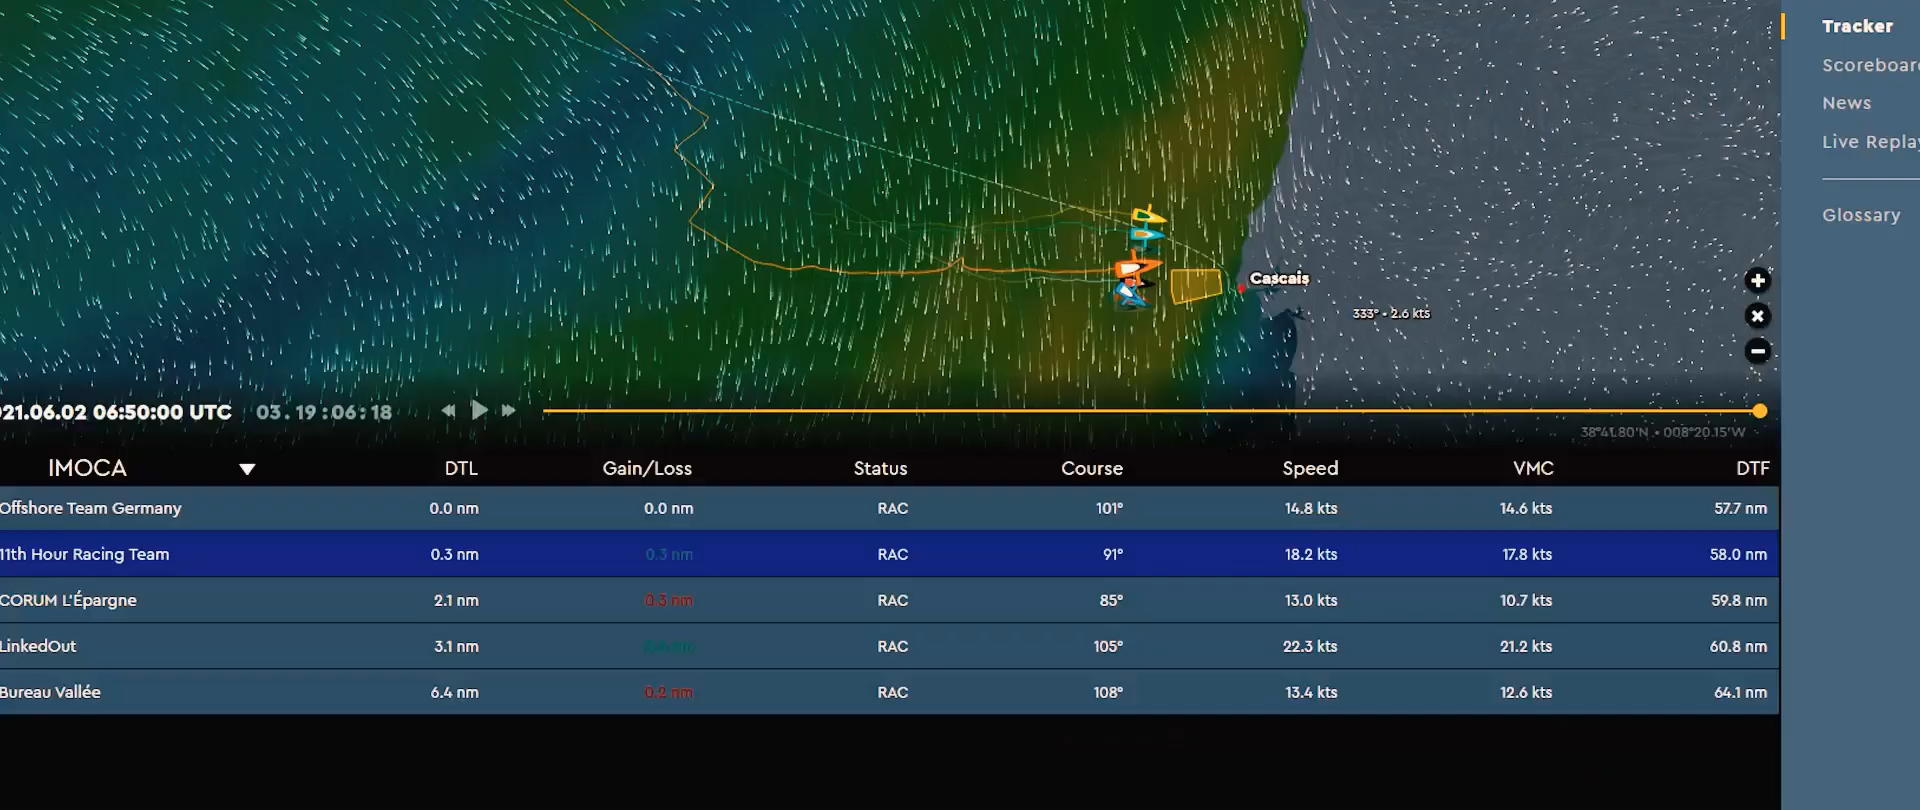 Tracker
Scoreboar
News
Live Replay
Glossary
Cascais
333° • 2.6 kts
021.06.02 06:50:00 UTC 03.19:06:18
38°41.80'N • 008°20.15'W
IMOCA DTL Gain/Loss Status Course Speed VMC DTF
Offshore Team Germany 0.0 nm 0.0 nm RAC 101° 14.8 kts 14.6 kts 57.7 nm
11th Hour Racing Team 0.3 nm 0.3 nm RAC 91° 18.2 kts 17.8 kts 58.0 nm
CORUM L'Épargne 2.1 nm 0.3 nm RAC 85° 13.0 kts 10.7 kts 59.8 nm
LinkedOut 3.1 nm RAC 105° 22.3 kts 21.2 kts 60.8 nm
Bureau Vallée 6.4 nm 0.2 nm RAC 108° 13.4 kts 12.6 kts 64.1 nm